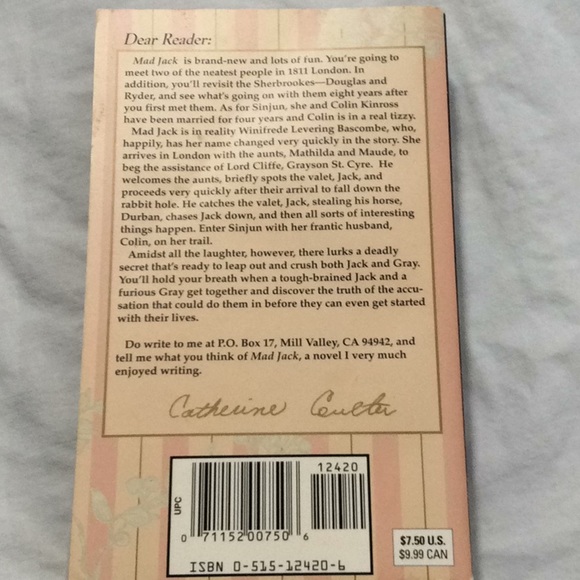 Dear Reader:
Mad Jack is brand-new and lots of fun. You're going to
meet two of the neatest people in 1811 London. In
addition, you'll revisit the Sherbrookes—Douglas and
Ryder, and see what's going on with them eight years after
you first met them. As for Sinjun, she and Colin Kinross
have been married for four years and Colin is in a real tizzy.
Mad Jack is in reality Winifrede Levering Bascombe, who,
happily, has her name changed very quickly in the story. She
arrives in London with the aunts, Mathilda and Maude, to
beg the assistance of Lord Cliffe, Grayson St. Cyre. He
welcomes the aunts, briefly spots the valet, Jack, and
proceeds very quickly after their arrival to fall down the
rabbit hole. He catches the valet, Jack, stealing his horse,
Durban, chases Jack down, and then all sorts of interesting
things happen. Enter Sinjun with her frantic husband,
Colin, on her trail.
Amidst all the laughter, however, there lurks a deadly
secret that's ready to leap out and crush both Jack and Gray.
You'll hold your breath when a tough-brained Jack and a
furious Gray get together and discover the truth of the accu-
sation that could do them in before they can even get started
with their lives.
Do write to me at P.O. Box 17, Mill Valley, CA 94942, and
tell me what you think of Mad Jack, a novel I very much
enjoyed writing.
Catherine Coulter
12420
UPC
0 7115200750 6
ISBN 0-515-12420-6
$7.50 U.S.
$9.99 CAN